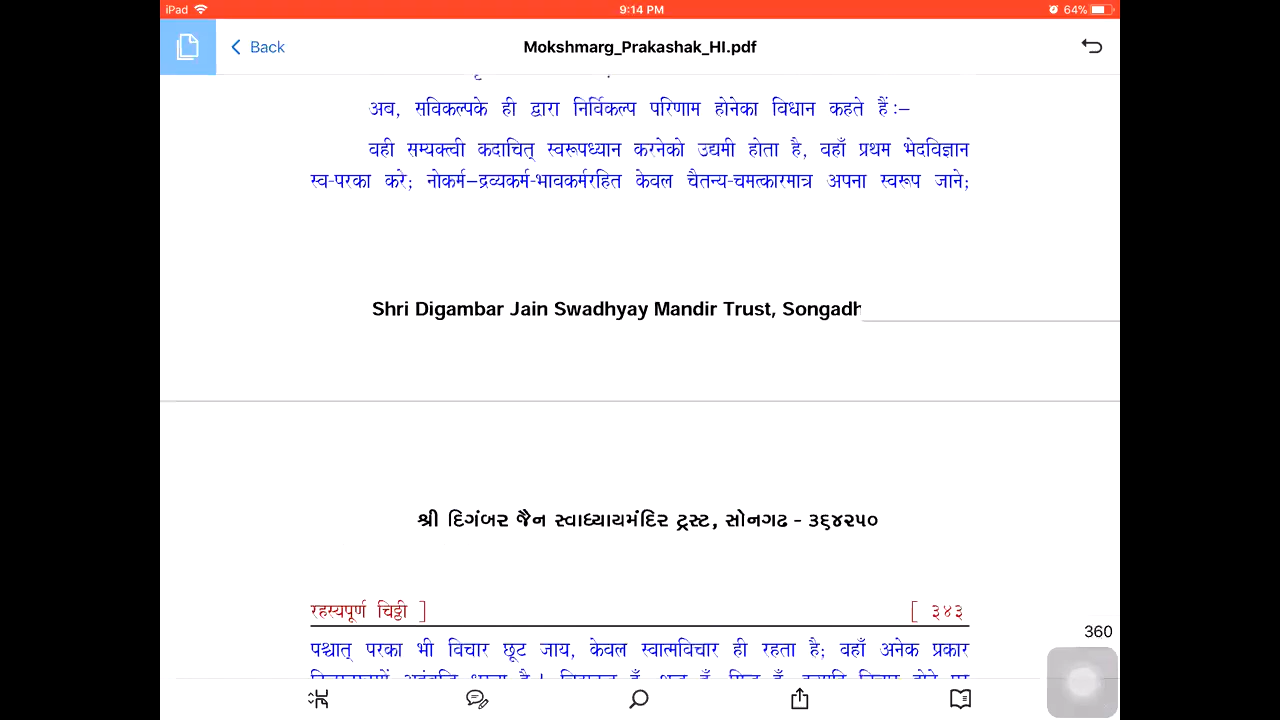 iPad 9:14 PM 64%
Back Mokshmarg_Prakashak_HI.pdf
अब, सविकल्पके ही द्वारा निर्विकल्प परिणाम होनेका विधान कहते हैं :–
वही सम्यक्त्वी कदाचित् स्वरूपध्यान करनेको उद्यमी होता है, वहाँ प्रथम भेदविज्ञान
स्व-परका करे; नोकर्म–द्रव्यकर्म-भावकर्मरहित केवल चैतन्य-चमत्कारमात्र अपना स्वरूप जाने;
Shri Digambar Jain Swadhyay Mandir Trust, Songadh
શ્રી દિગંબર જૈન સ્વાધ્યાયમંદિર ટ્રસ્ટ, સોનગઢ - ૩૬૪૨૫૦
रहस्यपूर्ण चिठ्ठी ] [ ३४३
360
पश्चात् परका भी विचार छूट जाय, केवल स्वात्मविचार ही रहता है; वहाँ अनेक प्रकार